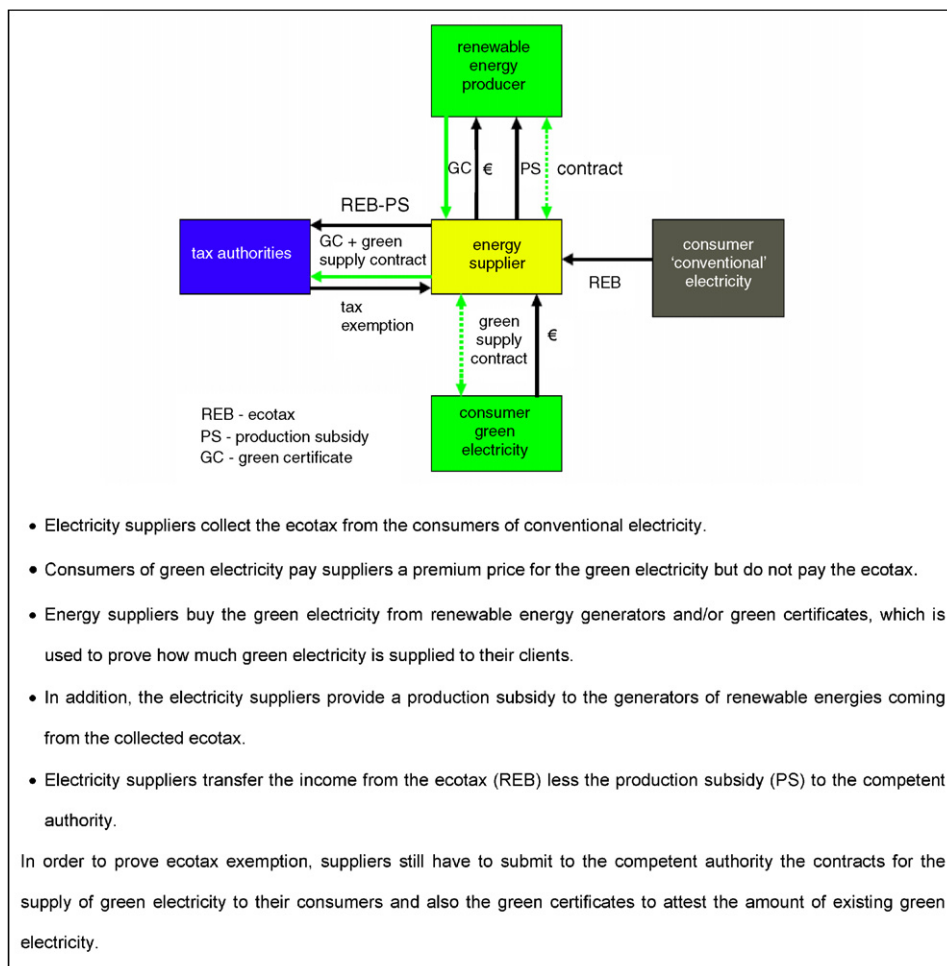 renewable
energy
producer
GC
€
PS
contract
REB-PS
tax authorities
GC + green
supply contract
energy
supplier
consumer
‘conventional’
electricity
REB
tax
exemption
green
supply
contract
€
REB - ecotax
PS - production subsidy
GC - green certificate
consumer
green
electricity
• Electricity suppliers collect the ecotax from the consumers of conventional electricity.
• Consumers of green electricity pay suppliers a premium price for the green electricity but do not pay the ecotax.
• Energy suppliers buy the green electricity from renewable energy generators and/or green certificates, which is
used to prove how much green electricity is supplied to their clients.
• In addition, the electricity suppliers provide a production subsidy to the generators of renewable energies coming
from the collected ecotax.
• Electricity suppliers transfer the income from the ecotax (REB) less the production subsidy (PS) to the competent
authority.
In order to prove ecotax exemption, suppliers still have to submit to the competent authority the contracts for the
supply of green electricity to their consumers and also the green certificates to attest the amount of existing green
electricity.